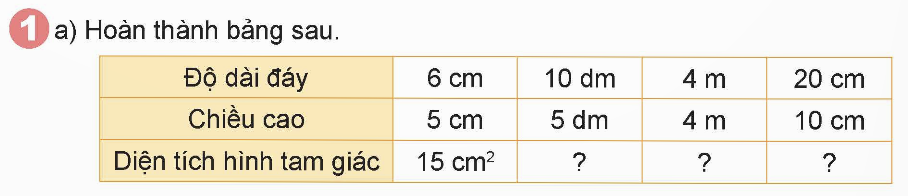 1 a) Hoàn thành bảng sau.
Độ dài đáy 6 cm 10 dm 4 m 20 cm
Chiều cao 5 cm 5 dm 4 m 10 cm
Diện tích hình tam giác 15 cm² ? ? ?